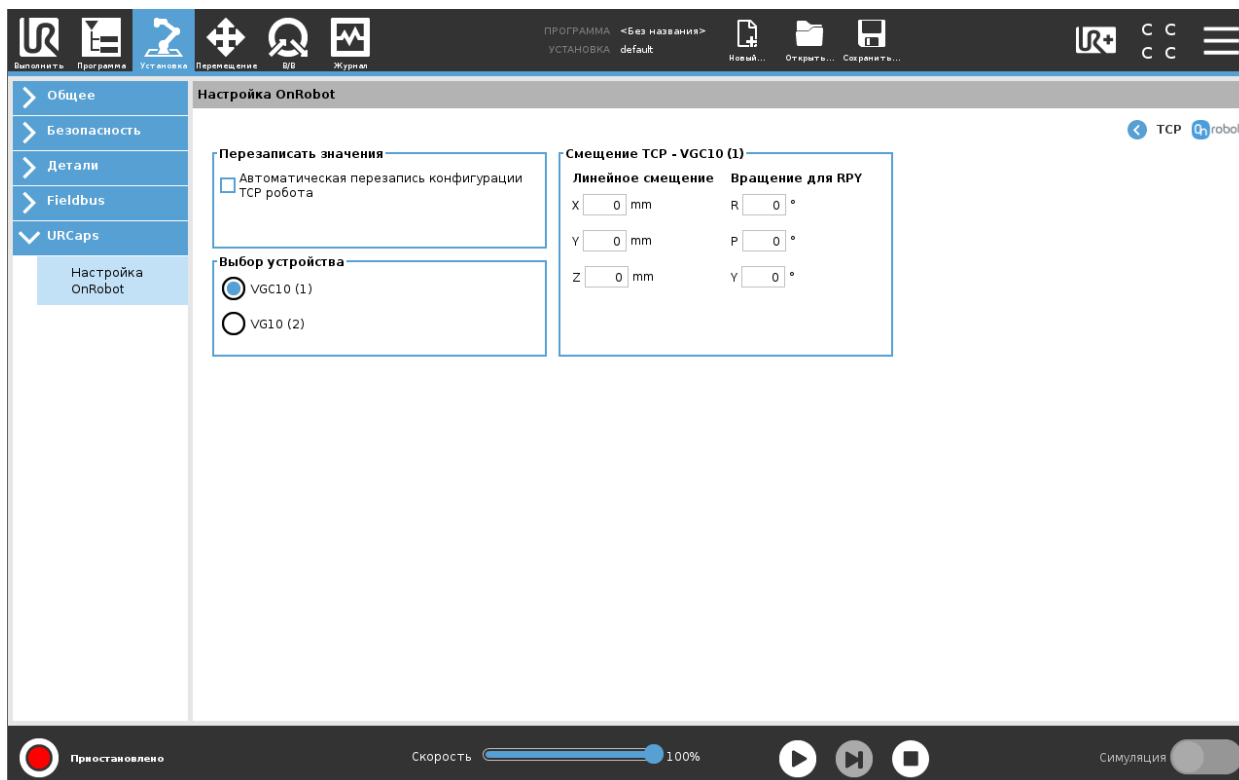 ПРОГРАММА <Без названия>
УСТАНОВКА default
Выполнить Программа Установка Перемещение В/В Журнал
Новый... Открыть... Сохранить...
C C
C C
Общее
Безопасность
Детали
Fieldbus
URCaps
Настройка
OnRobot
Настройка OnRobot
TCP OnRobot
Перезаписать значения
Автоматическая перезапись конфигурации
TCP робота
Выбор устройства
VGC10 (1)
VG10 (2)
Смещение TCP - VGC10 (1)
Линейное смещение Вращение для RPY
X 0 mm R 0 °
Y 0 mm P 0 °
Z 0 mm Y 0 °
Приостановлено
Скорость 100%
Симуляция